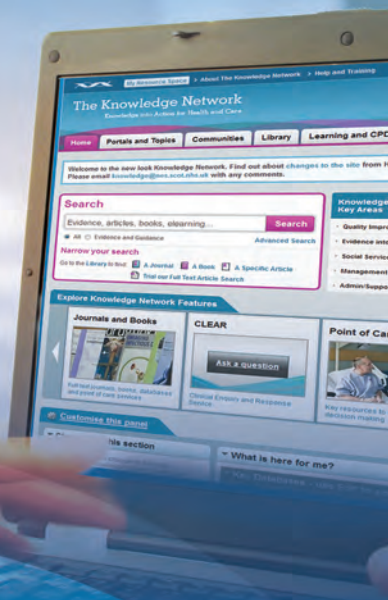 My Resource Space > About The Knowledge Network > Help and Training
The Knowledge Network
Knowledge into Action for Health and Care
Home Portals and Topics Communities Library Learning and CPD
Welcome to the new look Knowledge Network. Find out about changes to the site from
Please email knowledge@nes.scot.nhs.uk with any comments.
Search
Evidence, articles, books, elearning... Search
All Evidence and Guidance Advanced Search
Narrow your search
Go to the Library to find: A Journal A Book A Specific Article
Trial our Full Text Article Search
Knowledge
Key Areas
Quality Impro
Evidence into
Social Service
Management
Admin/Suppo
Explore Knowledge Network Features
Journals and Books
Full text journals, books, databases
and point of care services
CLEAR
Ask a question
Clinical Enquiry and Response
Service
Point of Car
Key resources to
decision making
Customise this panel
his section
What is here for me?